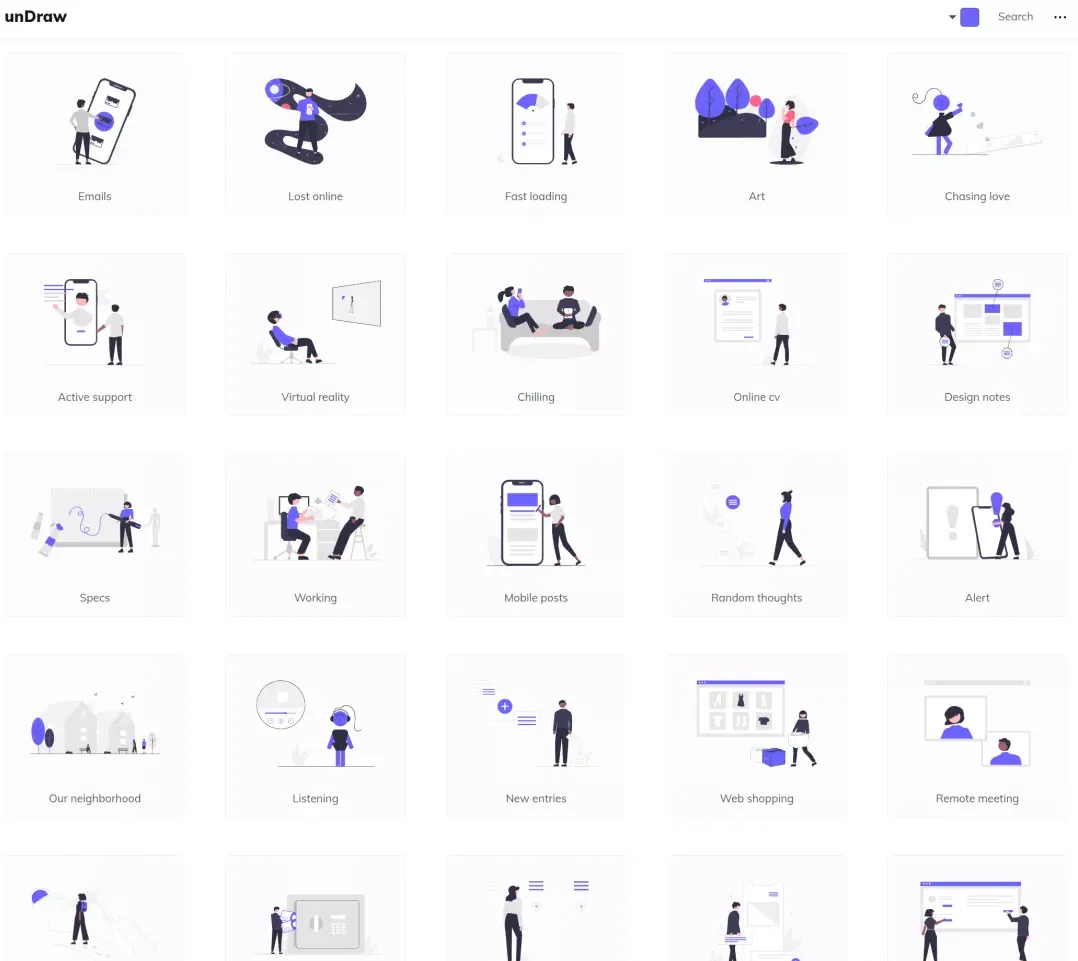 unDraw
Search
Emails
Lost online
Fast loading
Art
Chasing love
Active support
Virtual reality
Chilling
Online cv
Design notes
Specs
Working
Mobile posts
Random thoughts
Alert
Our neighborhood
Listening
New entries
Web shopping
Remote meeting